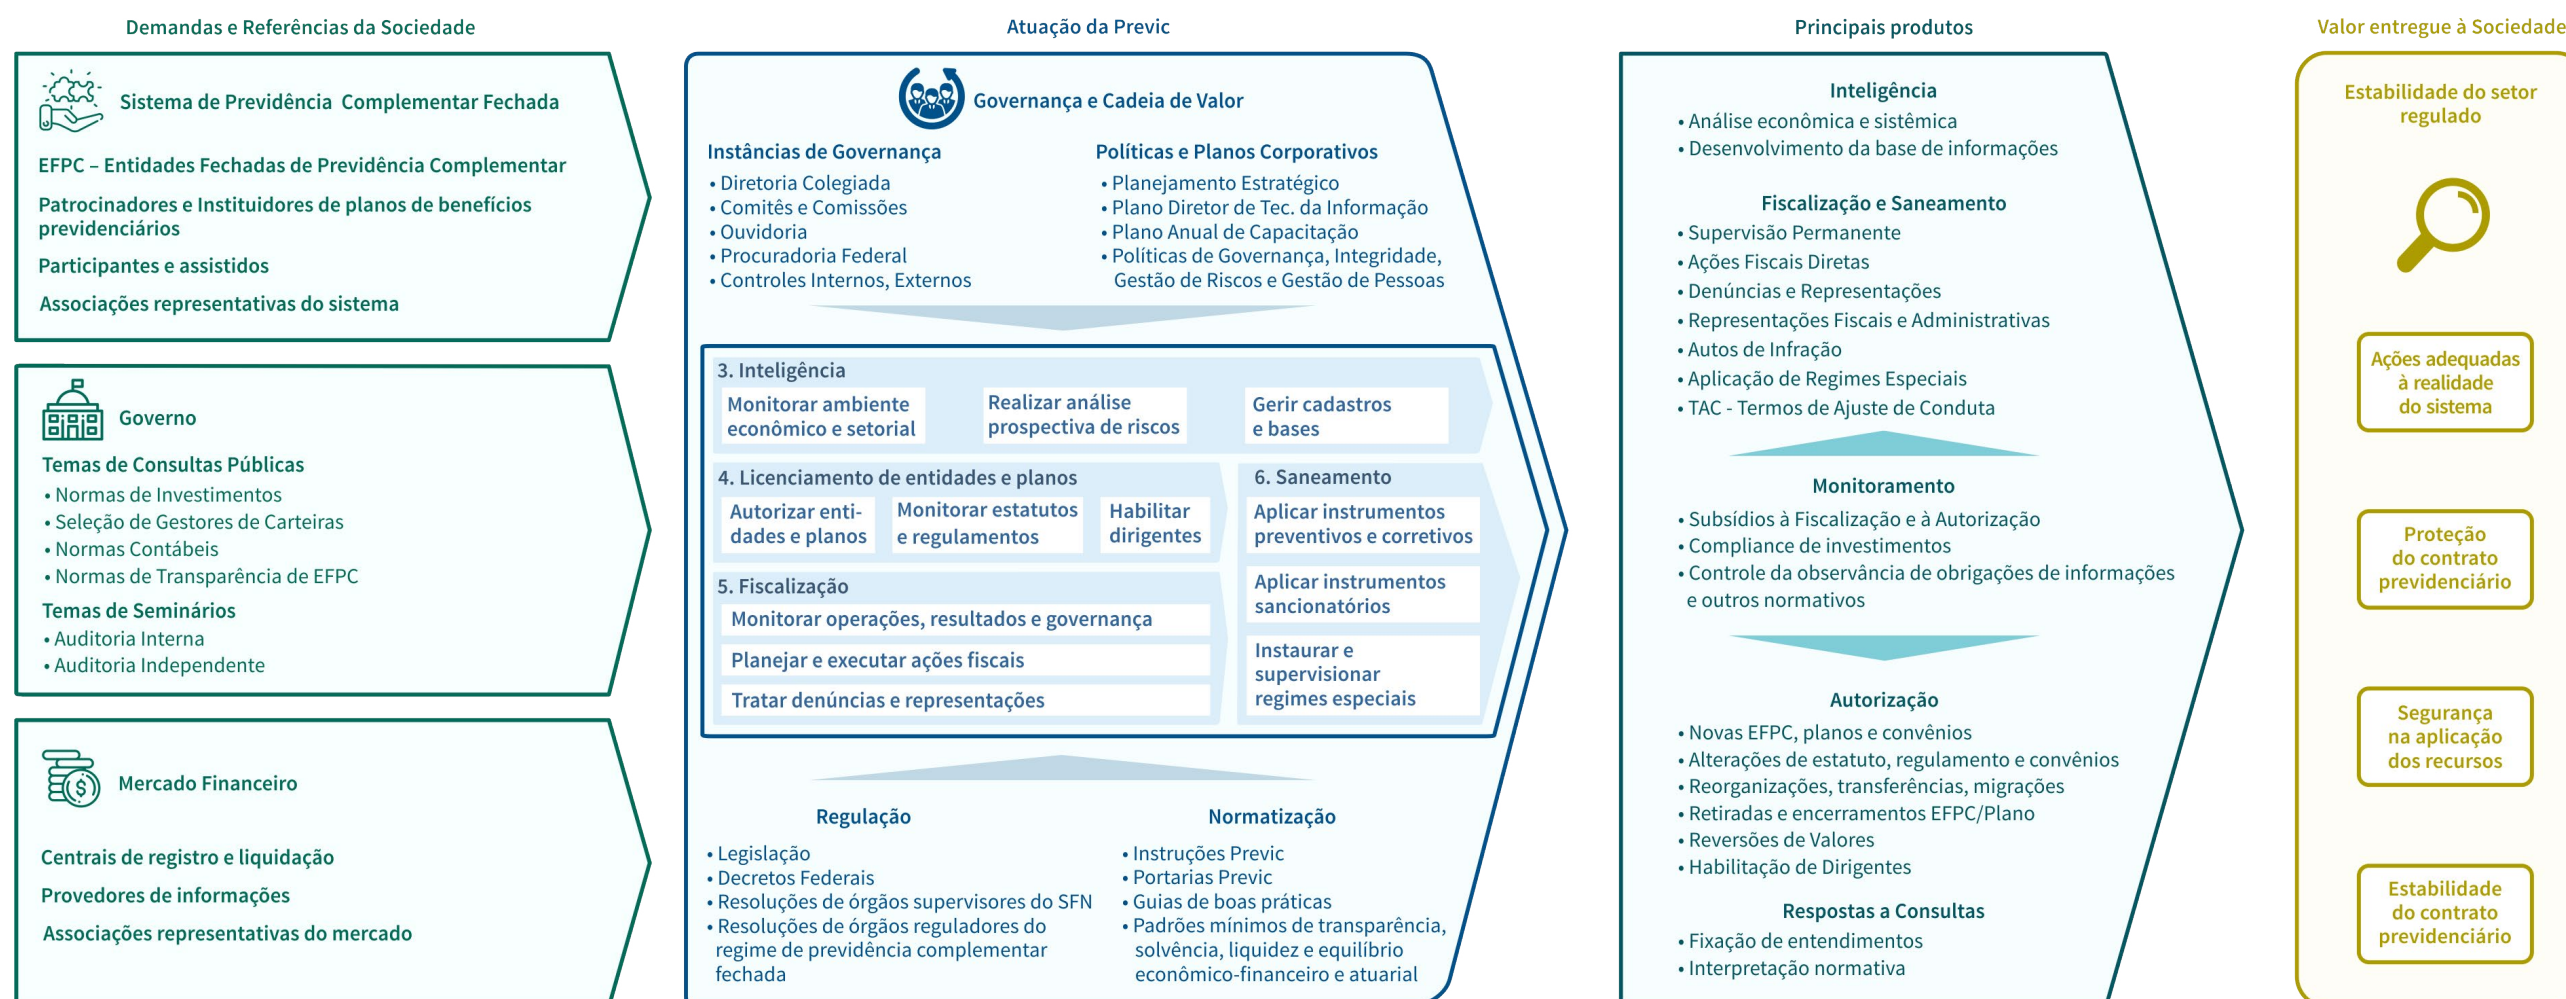 Demandas e Referências da Sociedade
Sistema de Previdência Complementar Fechada
EFPC – Entidades Fechadas de Previdência Complementar
Patrocinadores e Instituidores de planos de benefícios
previdenciários
Participantes e assistidos
Associações representativas do sistema
Governo
Temas de Consultas Públicas
• Normas de Investimentos
• Seleção de Gestores de Carteiras
• Normas Contábeis
• Normas de Transparência de EFPC
Temas de Seminários
• Auditoria Interna
• Auditoria Independente
Mercado Financeiro
Centrais de registro e liquidação
Provedores de informações
Associações representativas do mercado
Atuação da Previc
Governança e Cadeia de Valor
Instâncias de Governança
• Diretoria Colegiada
• Comitês e Comissões
• Ouvidoria
• Procuradoria Federal
• Controles Internos, Externos
Políticas e Planos Corporativos
• Planejamento Estratégico
• Plano Diretor de Tec. da Informação
• Plano Anual de Capacitação
• Políticas de Governança, Integridade,
Gestão de Riscos e Gestão de Pessoas
3. Inteligência
Monitorar ambiente
econômico e setorial
Realizar análise
prospectiva de riscos
Gerir cadastros
e bases
4. Licenciamento de entidades e planos
Autorizar enti-
dades e planos
Monitorar estatutos
e regulamentos
Habilitar
dirigentes
5. Fiscalização
Monitorar operações, resultados e governança
Planejar e executar ações fiscais
Tratar denúncias e representações
6. Saneamento
Aplicar instrumentos
preventivos e corretivos
Aplicar instrumentos
sancionatórios
Instaurar e
supervisionar
regimes especiais
Regulação
• Legislação
• Decretos Federais
• Resoluções de órgãos supervisores do SFN
• Resoluções de órgãos reguladores do
regime de previdência complementar
fechada
Normatização
• Instruções Previc
• Portarias Previc
• Guias de boas práticas
• Padrões mínimos de transparência,
solvência, liquidez e equilíbrio
econômico-financeiro e atuarial
Principais produtos
Inteligência
• Análise econômica e sistêmica
• Desenvolvimento da base de informações
Fiscalização e Saneamento
• Supervisão Permanente
• Ações Fiscais Diretas
• Denúncias e Representações
• Representações Fiscais e Administrativas
• Autos de Infração
• Aplicação de Regimes Especiais
• TAC - Termos de Ajuste de Conduta
Monitoramento
• Subsídios à Fiscalização e à Autorização
• Compliance de investimentos
• Controle da observância de obrigações de informações
e outros normativos
Autorização
• Novas EFPC, planos e convênios
• Alterações de estatuto, regulamento e convênios
• Reorganizações, transferências, migrações
• Retiradas e encerramentos EFPC/Plano
• Reversões de Valores
• Habilitação de Dirigentes
Respostas a Consultas
• Fixação de entendimentos
• Interpretação normativa
Valor entregue à Sociedade
Estabilidade do setor
regulado
Ações adequadas
à realidade
do sistema
Proteção
do contrato
previdenciário
Segurança
na aplicação
dos recursos
Estabilidade
do contrato
previdenciário